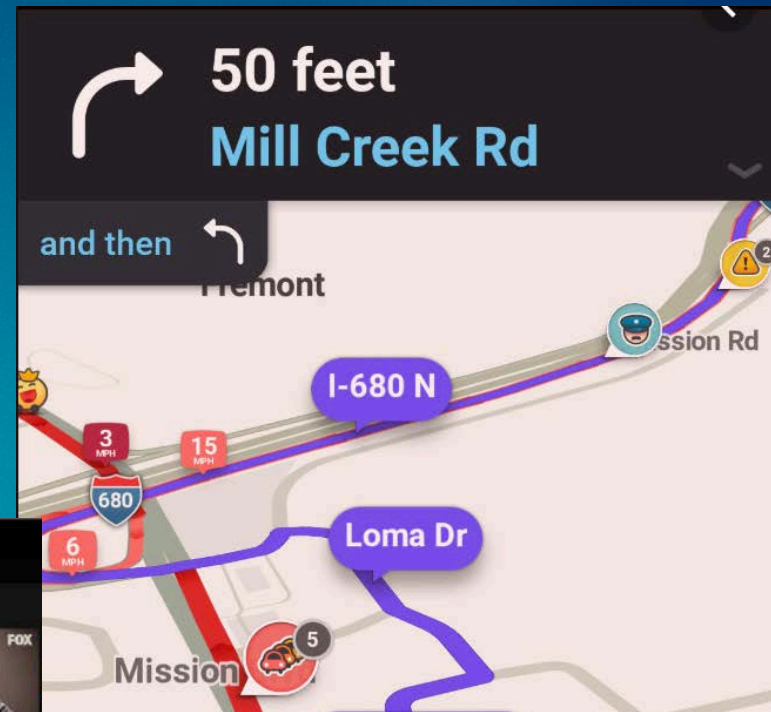 50 feet
Mill Creek Rd
and then
2
ssion Rd
I-680 N
3
MPH
15
MPH
680
Loma Dr
6
MPH
FOX
5
Mission